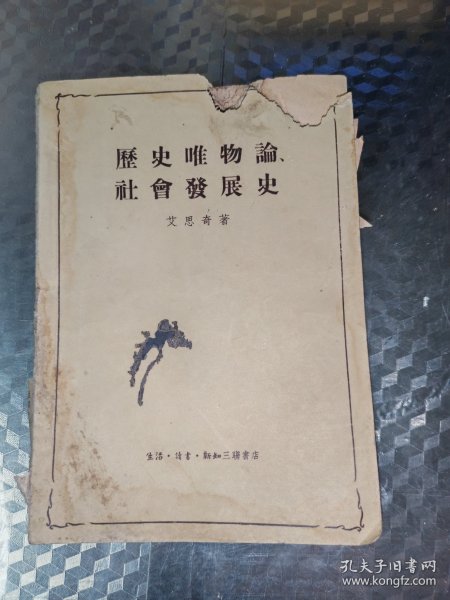 歷史唯物論、
社會發展史
艾思奇著
生活·讀書·新知三聯書店
孔夫子旧书网
www.kongfz.com